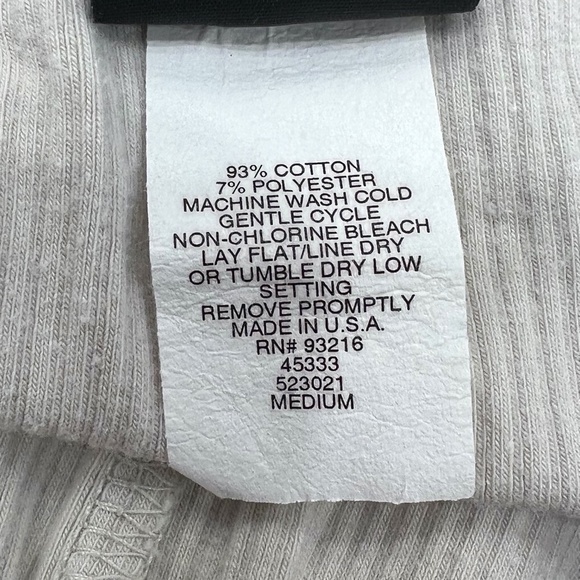 93% COTTON
7% POLYESTER
MACHINE WASH COLD
GENTLE CYCLE
NON-CHLORINE BLEACH
LAY FLAT/LINE DRY
OR TUMBLE DRY LOW
SETTING
REMOVE PROMPTLY
MADE IN U.S.A.
RN# 93216
45333
523021
MEDIUM